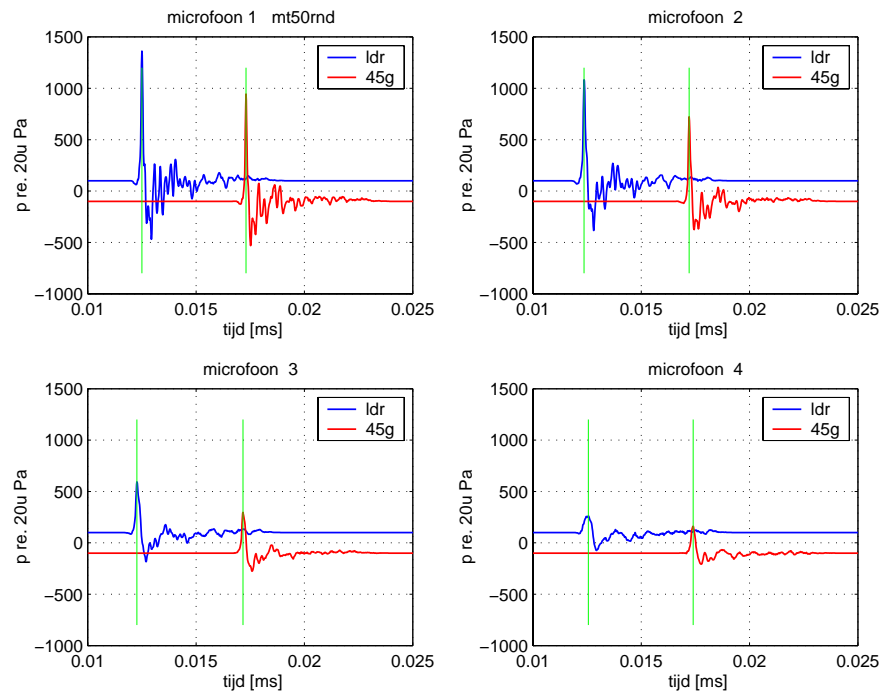 microfoon 1 mt50rnd
1500
1000
500
0
−500
−1000
p re. 20u Pa
ldr
45g
0.01 0.015 0.02 0.025
tijd [ms]
microfoon 2
1500
1000
500
0
−500
−1000
p re. 20u Pa
ldr
45g
0.01 0.015 0.02 0.025
tijd [ms]
microfoon 3
1500
1000
500
0
−500
−1000
p re. 20u Pa
ldr
45g
0.01 0.015 0.02 0.025
tijd [ms]
microfoon 4
1500
1000
500
0
−500
−1000
p re. 20u Pa
ldr
45g
0.01 0.015 0.02 0.025
tijd [ms]